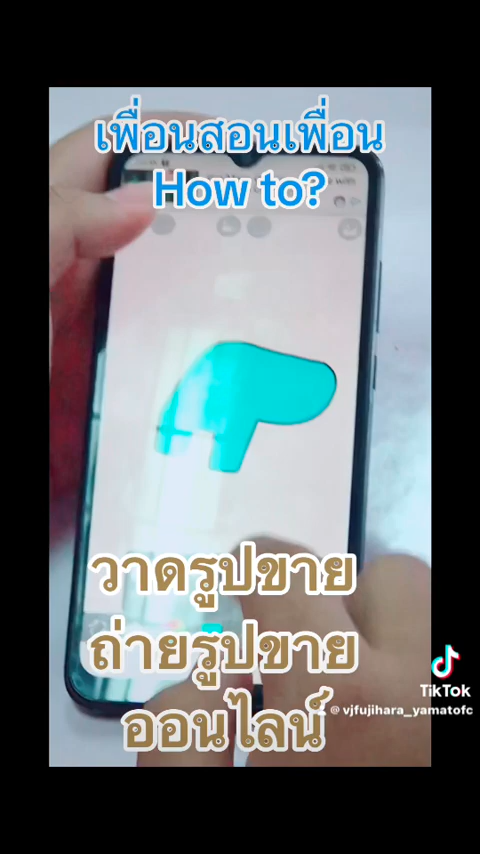 เพื่อนสอนเพื่อน
How to?
วาดรูปขาย
ถ่ายรูปขาย
ออนไลน์
TikTok
@ vjfujihara_yamatofc